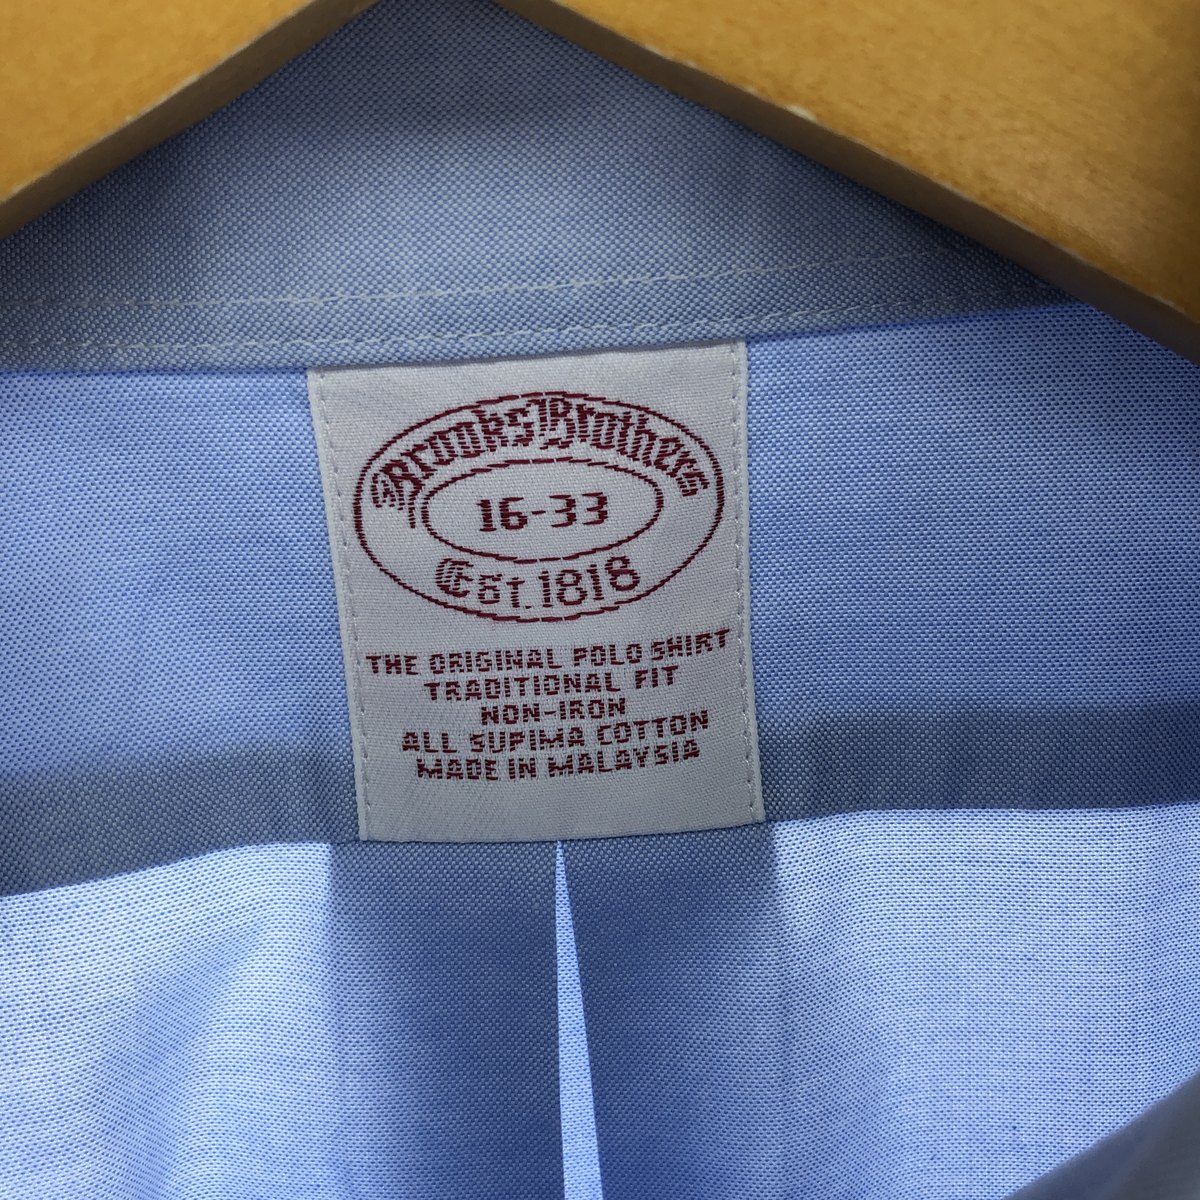 Brooks Brothers
16-33
Est. 1818
THE ORIGINAL POLO SHIRT
TRADITIONAL FIT
NON-IRON
ALL SUPIMA COTTON
MADE IN MALAYSIA